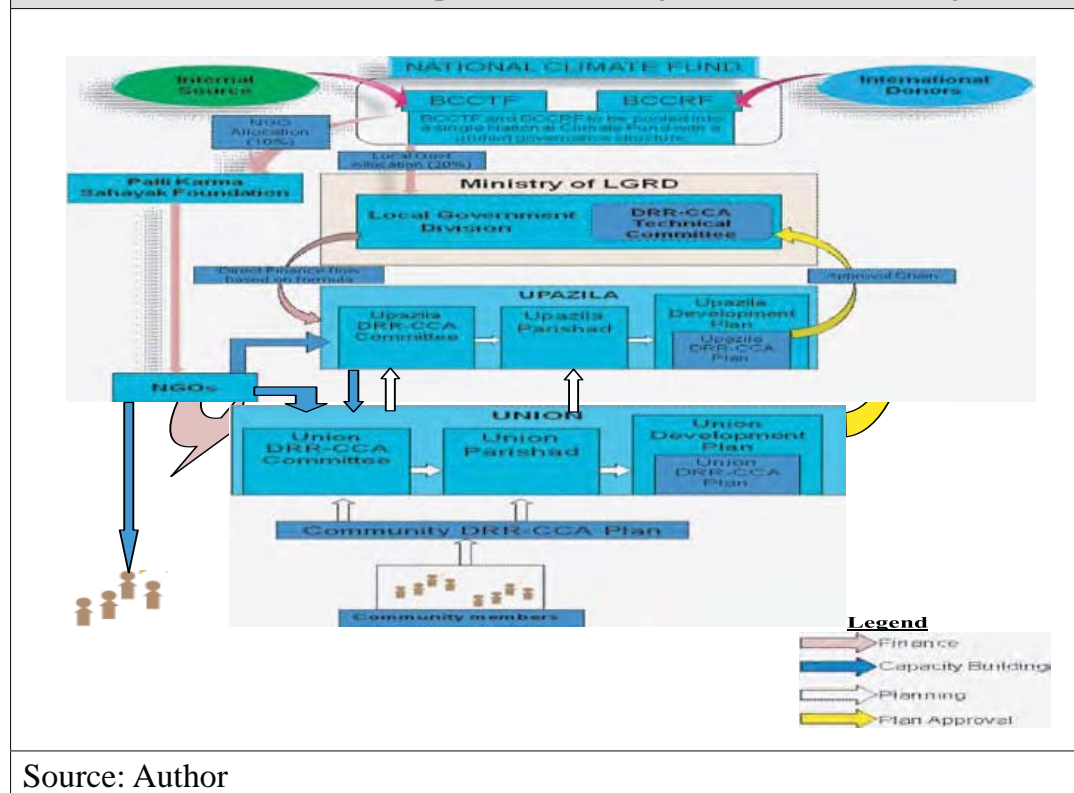 NATIONAL CLIMATE FUND
Internal
Source
International
Donors
BCCTF
BCCRF
BCCTF and BCCRF to be pooled into
a single National Climate Fund with a
unified governance structure
NGO
Allocation
(10%)
Local Govt
Allocation (20%)
Palli Karma
Sahayak Foundation
Ministry of LGRD
Local Government
Division
DRR-CCA
Technical
Committee
Direct Finance flow
based on formula
Approval Chain
UPAZILA
Upazila
DRR-CCA
Committee
Upazila
Parishad
Upazila
Development
Plan
Upazila
DRR-CCA
Plan
NGOs
UNION
Union
DRR-CCA
Committee
Union
Parishad
Union
Development
Plan
Union
DRR-CCA
Plan
Community DRR-CCA Plan
Community members
Legend
Finance
Capacity Building
Planning
Plan Approval
Source: Author